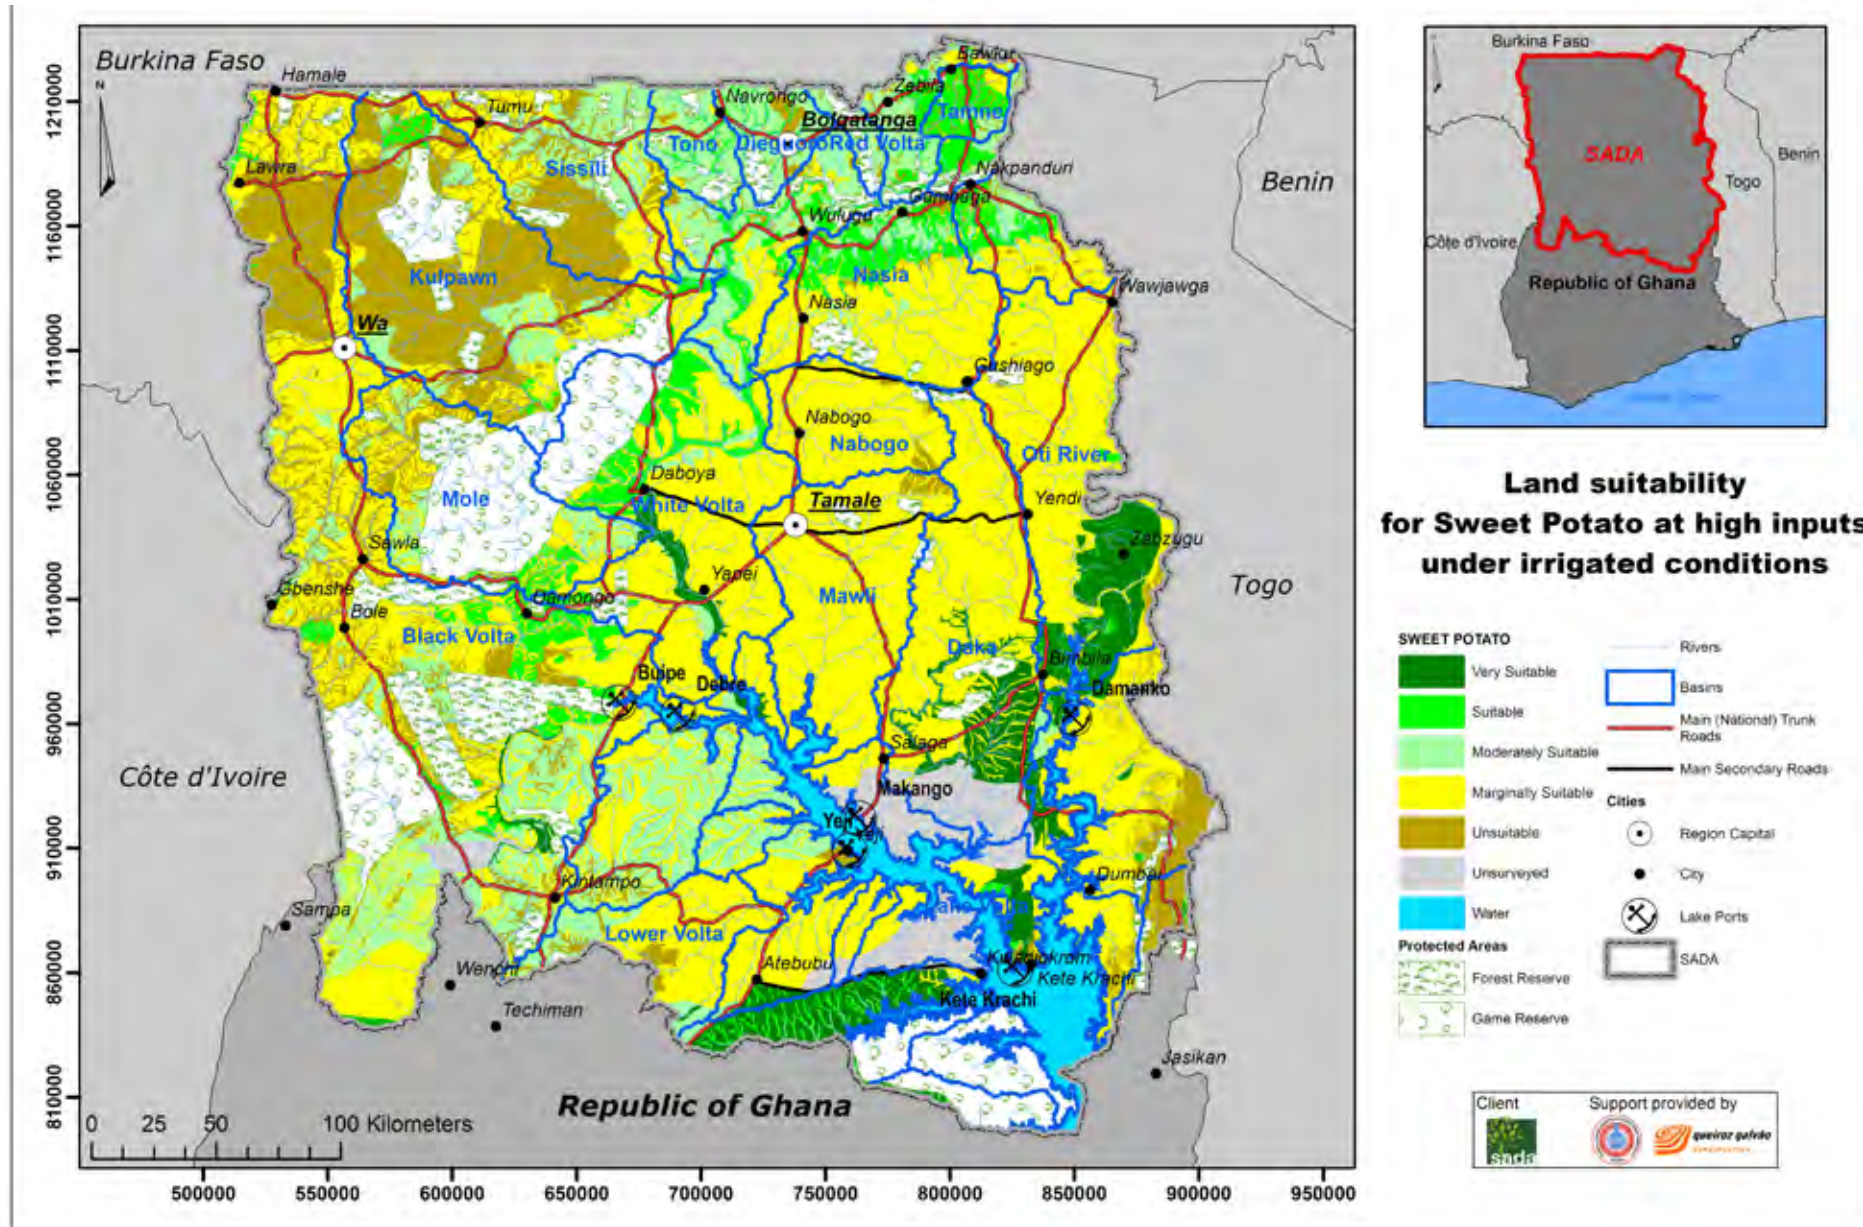 Burkina Faso
N
Hamale
Bawku
Tumu
Navrongo
Zebila
Bolgatanga
Tamne
Tono
Red Volta
Sissili
Lawra
Nakpanduri
Gambaga
Wulugu
Benin
Kulpawn
Nasia
Wawjawga
Nasia
Wa
Gushiago
Nabogo
Nabogo
Oti River
Daboya
Mole
White Volta
Tamale
Yendi
Sawla
Zabzugu
Gbenshe
Yapei
Togo
Damongo
Mawli
Bole
Black Volta
Daka
Bimbila
Buipe
Debre
Damanko
Salaga
Côte d'Ivoire
Makango
Yeji
Yeji
Kintampo
Dumbai
Sampa
Lower Volta
Wenchi
Atebubu
Kete Krachi
Kete Krachi
Techiman
Jasikan
Republic of Ghana
0 25 50 100 Kilometers
1210000
1160000
1110000
1060000
1010000
960000
910000
860000
810000
500000 550000 600000 650000 700000 750000 800000 850000 900000 950000
Burkina Faso
SADA
Benin
Togo
Côte d'Ivoire
Republic of Ghana
Land suitability
for Sweet Potato at high inputs
under irrigated conditions
SWEET POTATO
Very Suitable
Suitable
Moderately Suitable
Marginally Suitable
Unsuitable
Unsurveyed
Water
Protected Areas
Forest Reserve
Game Reserve
Rivers
Basins
Main (National) Trunk
Roads
Main Secondary Roads
Cities
Region Capital
City
Lake Ports
SADA
Client
Support provided by
sada
queiroz galvão